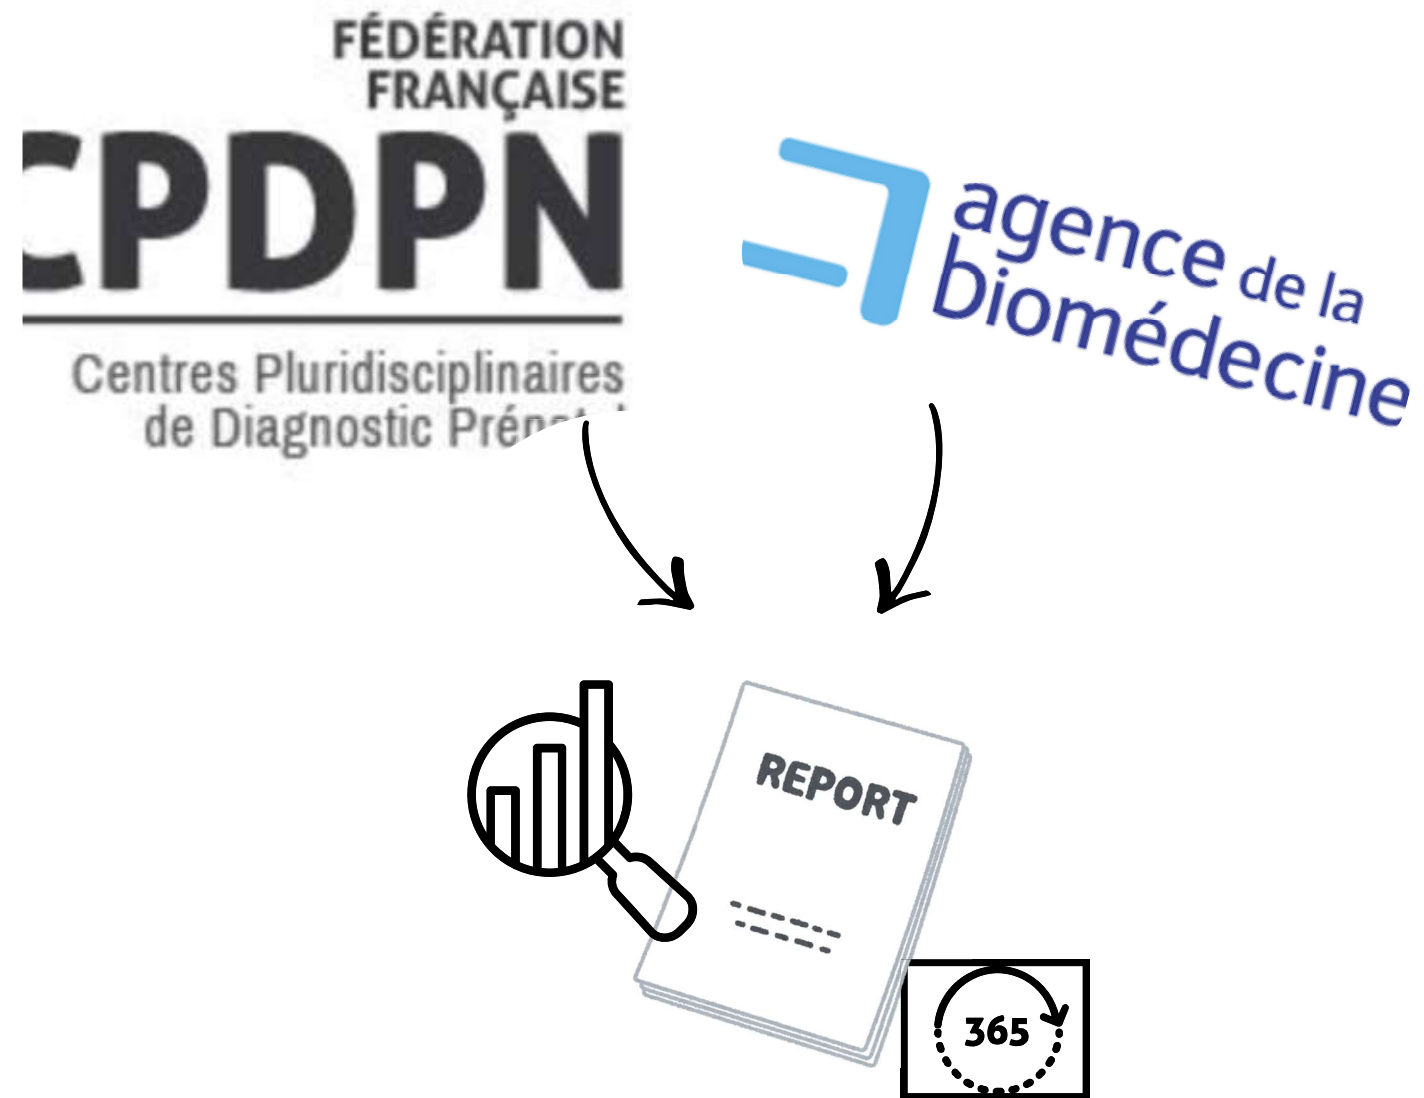 FÉDÉRATION
FRANÇAISE
CPDPN
Centres Pluridisciplinaires
de Diagnostic
agence de la
biomédecine
REPORT
365